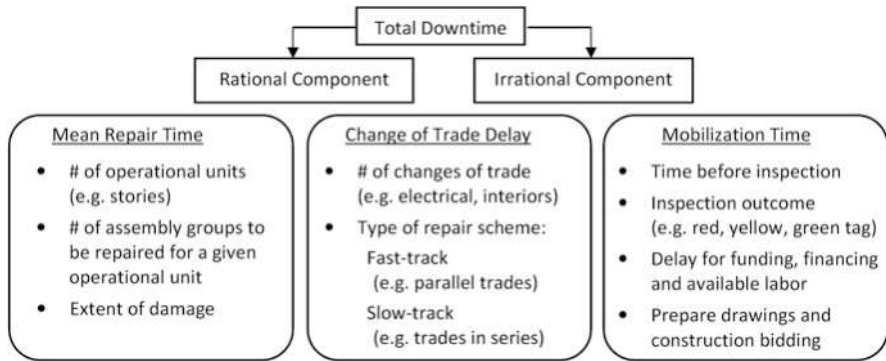 Total Downtime
Rational Component
Irrational Component
Mean Repair Time
• # of operational units
(e.g. stories)
• # of assembly groups to
be repaired for a given
operational unit
• Extent of damage
Change of Trade Delay
• # of changes of trade
(e.g. electrical, interiors)
• Type of repair scheme:
Fast-track
(e.g. parallel trades)
Slow-track
(e.g. trades in series)
Mobilization Time
• Time before inspection
• Inspection outcome
(e.g. red, yellow, green tag)
• Delay for funding, financing
and available labor
• Prepare drawings and
construction bidding